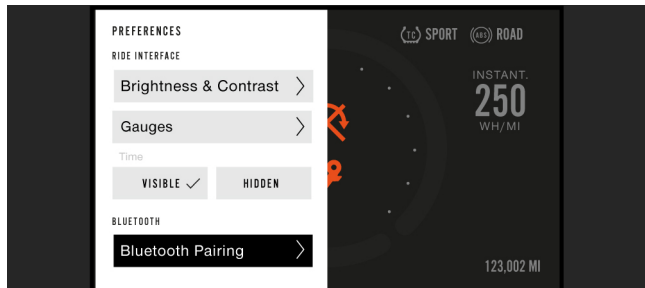 PREFERENCES
RIDE INTERFACE
Brightness & Contrast
Gauges
Time
VISIBLE
HIDDEN
BLUETOOTH
Bluetooth Pairing
TC SPORT
ABS ROAD
INSTANT.
250
WH/MI
123,002 MI